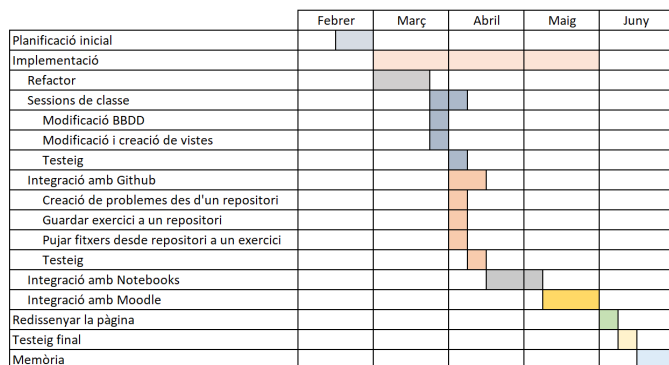 Febrer Març Abril Maig Juny
Planificació inicial
Implementació
Refactor
Sessions de classe
Modificació BBDD
Modificació i creació de vistes
Testeig
Integració amb Github
Creació de problemes des d'un repositori
Guardar exercici a un repositori
Pujar fitxers desde repositori a un exercici
Testeig
Integració amb Notebooks
Integració amb Moodle
Redissenyar la pàgina
Testeig final
Memòria